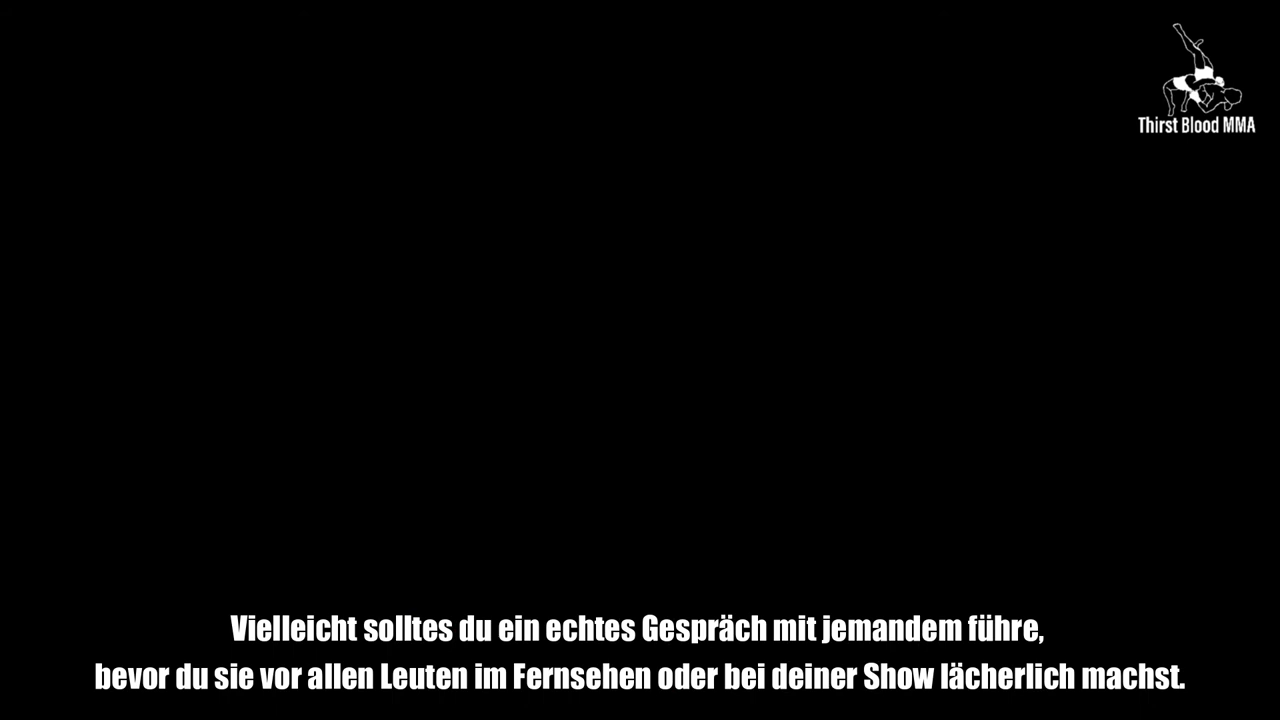 Thirst Blood MMA
Vielleicht solltes du ein echtes Gespräch mit jemandem führe,
bevor du sie vor allen Leuten im Fernsehen oder bei deiner Show lächerlich machst.